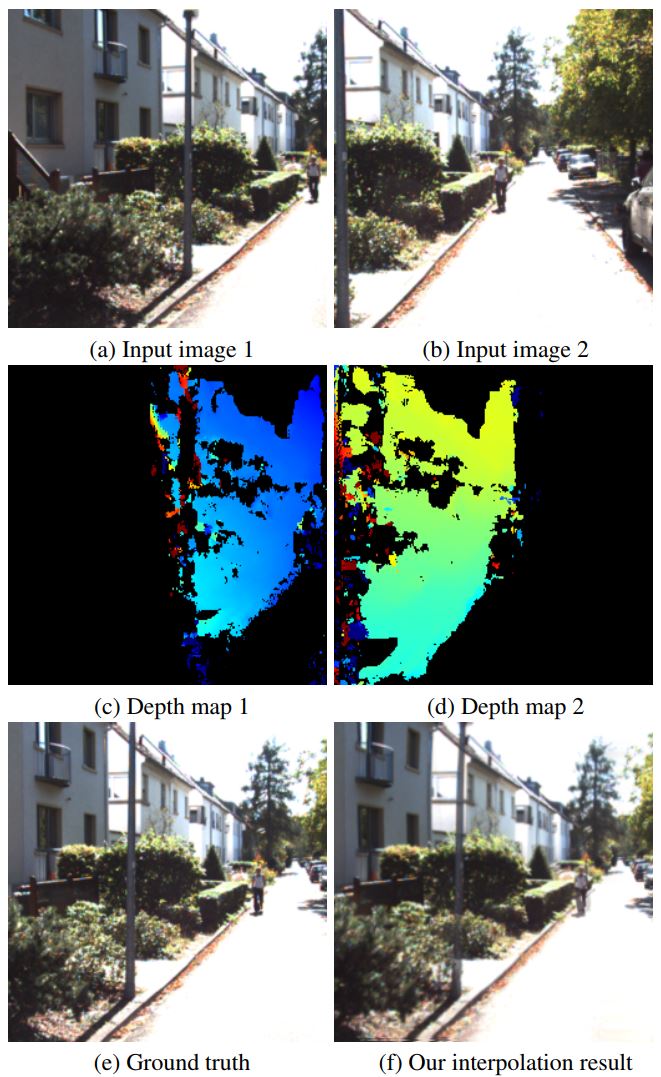 (a) Input image 1
(b) Input image 2
(c) Depth map 1
(d) Depth map 2
(e) Ground truth
(f) Our interpolation result